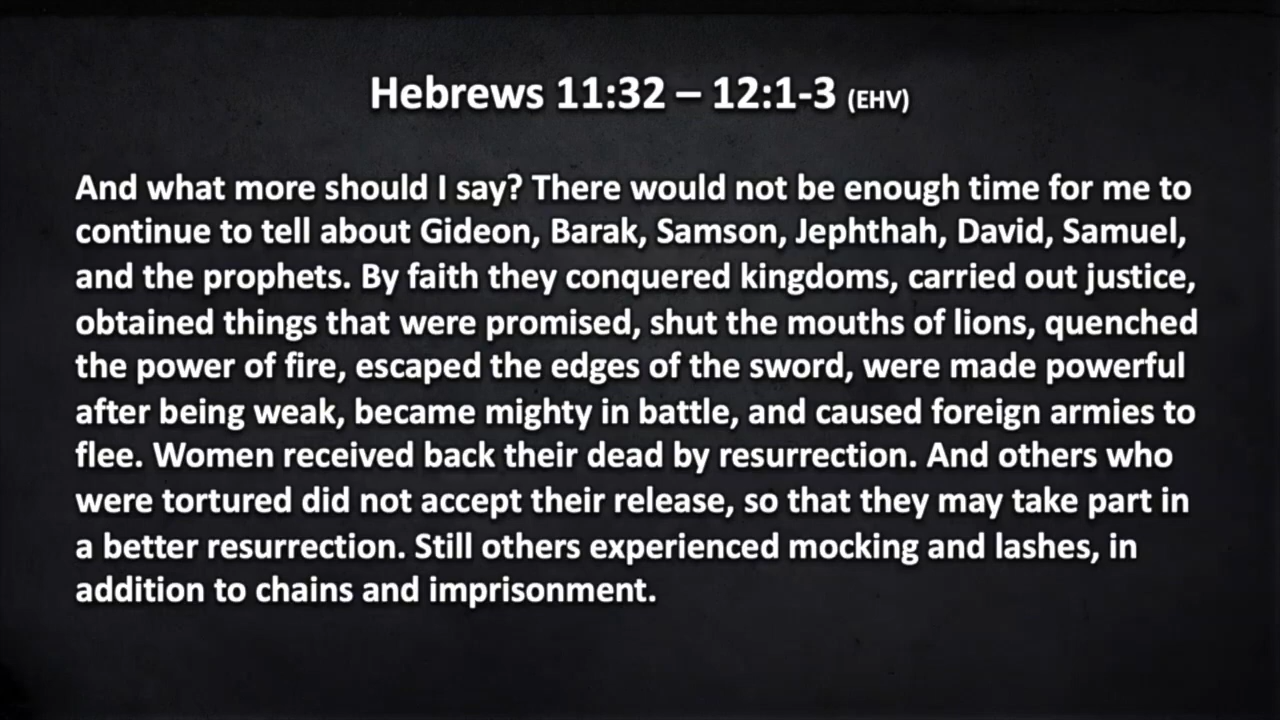 Hebrews 11:32 – 12:1-3 (EHV)
And what more should I say? There would not be enough time for me to
continue to tell about Gideon, Barak, Samson, Jephthah, David, Samuel,
and the prophets. By faith they conquered kingdoms, carried out justice,
obtained things that were promised, shut the mouths of lions, quenched
the power of fire, escaped the edges of the sword, were made powerful
after being weak, became mighty in battle, and caused foreign armies to
flee. Women received back their dead by resurrection. And others who
were tortured did not accept their release, so that they may take part in
a better resurrection. Still others experienced mocking and lashes, in
addition to chains and imprisonment.